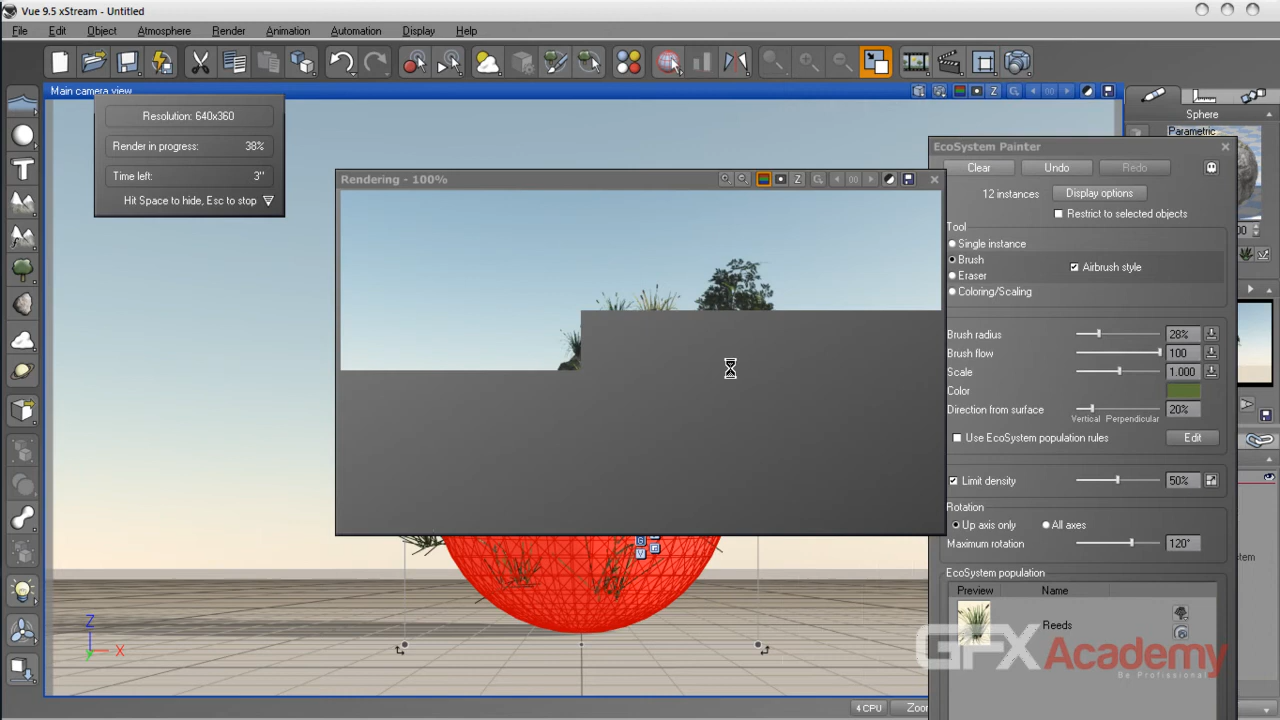 Vue 9.5 xStream - Untitled
File Edit Object Atmosphere Render Animation Automation Display Help
Main camera view
Sphere
Parametric
Resolution: 640x360
Render in progress: 38%
Time left: 3''
Hit Space to hide, Esc to stop
Rendering - 100%
EcoSystem Painter
Clear Undo Redo
12 instances Display options
Restrict to selected objects
Tool
Single instance
Brush
Airbrush style
Eraser
Coloring/Scaling
Brush radius 28%
Brush flow 100
Scale 1.000
Color
Direction from surface 20%
Vertical Perpendicular
Use EcoSystem population rules Edit
Limit density 50%
Rotation
Up axis only All axes
Maximum rotation 120°
EcoSystem population
Preview Name
Reeds
GFXAcademy
Be Profissional
Z
X
Y
G
V
4 CPU Zoo